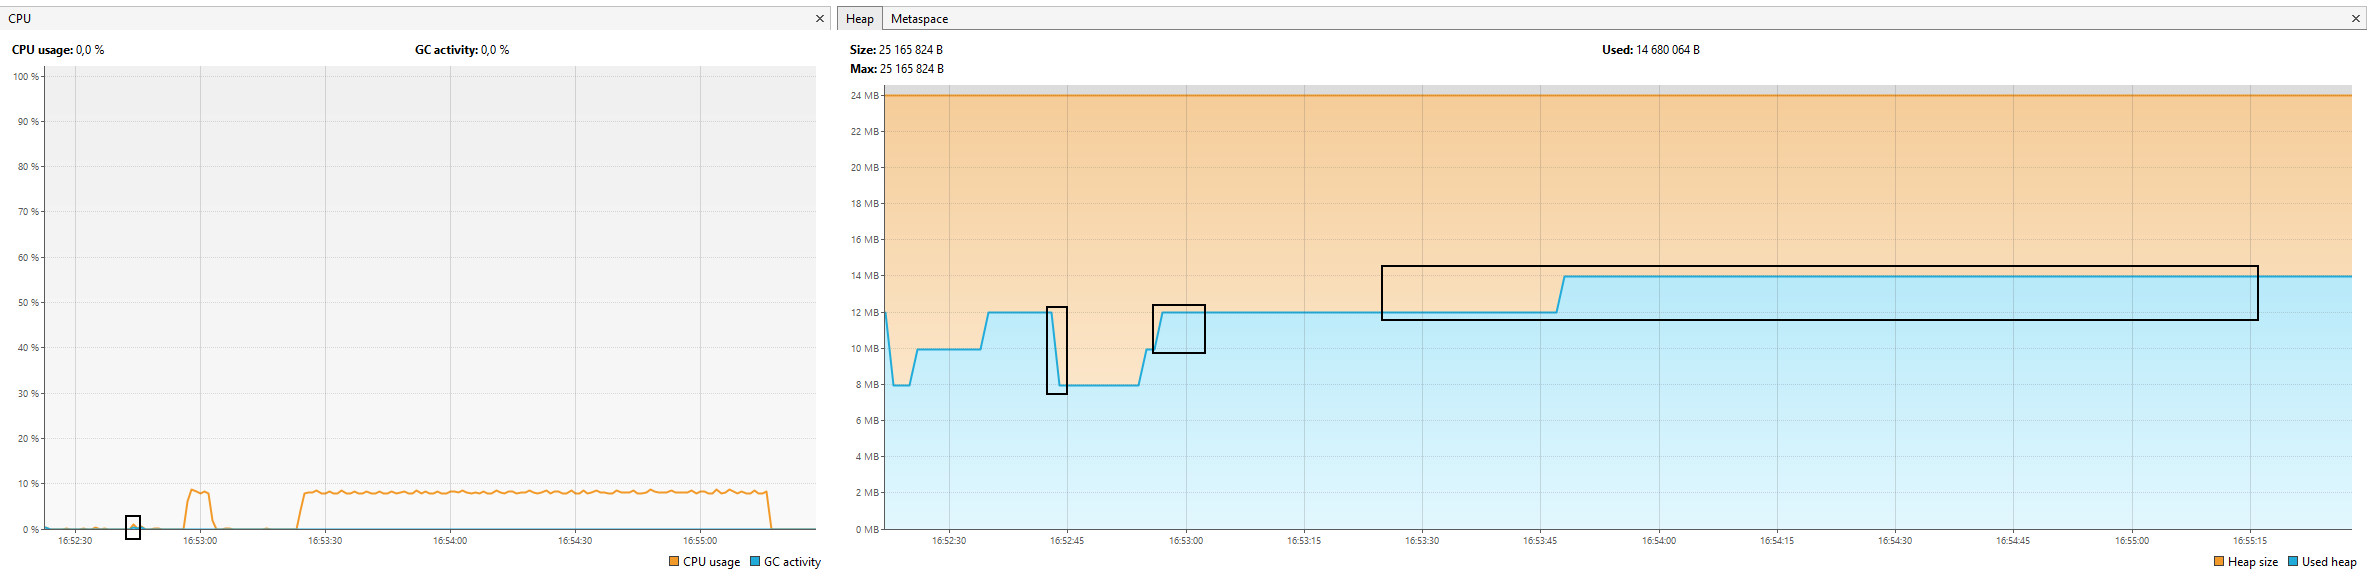 CPU
CPU usage: 0,0 %
GC activity: 0,0 %
100 %
90 %
80 %
70 %
60 %
50 %
40 %
30 %
20 %
10 %
0 %
16:52:30 16:53:00 16:53:30 16:54:00 16:54:30 16:55:00
CPU usage GC activity
Heap Metaspace
Size: 25 165 824 B
Used: 14 680 064 B
Max: 25 165 824 B
24 MB
22 MB
20 MB
18 MB
16 MB
14 MB
12 MB
10 MB
8 MB
6 MB
4 MB
2 MB
0 MB
16:52:30 16:52:45 16:53:00 16:53:15 16:53:30 16:53:45 16:54:00 16:54:15 16:54:30 16:54:45 16:55:00 16:55:15
Heap size Used heap